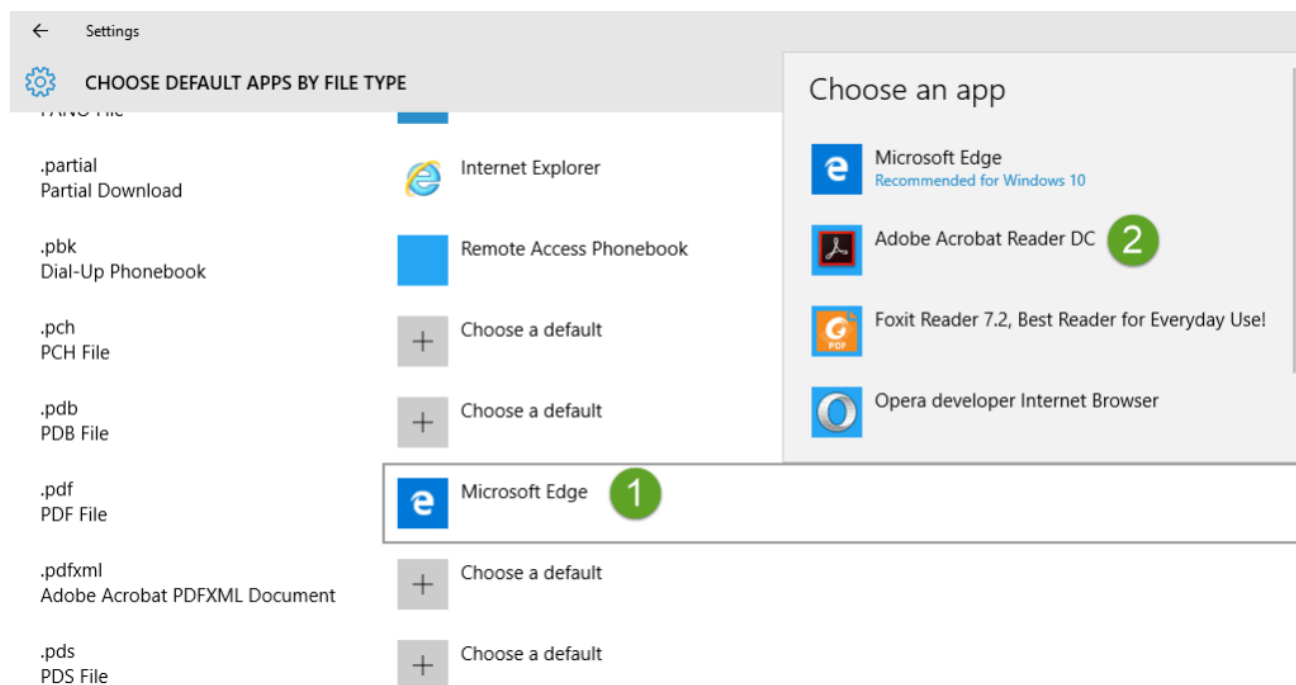 Settings
CHOOSE DEFAULT APPS BY FILE TYPE
.partial
Partial Download
Internet Explorer
.pbk
Dial-Up Phonebook
Remote Access Phonebook
.pch
PCH File
Choose a default
.pdb
PDB File
Choose a default
.pdf
PDF File
Microsoft Edge
1
.pdfxml
Adobe Acrobat PDFXML Document
Choose a default
.pds
PDS File
Choose a default
Choose an app
Microsoft Edge
Recommended for Windows 10
Adobe Acrobat Reader DC
2
Foxit Reader 7.2, Best Reader for Everyday Use!
PDF
Opera developer Internet Browser